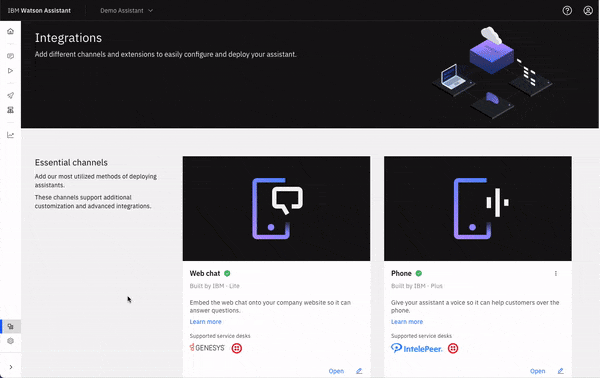 IBM Watson Assistant
Demo Assistant
Integrations
Add different channels and extensions to easily configure and deploy your assistant.
Essential channels
Add our most utilized methods of deploying
assistants.
These channels support additional
customization and advanced integrations.
Web chat
Built by IBM · Lite
Embed the web chat onto your company website so it can
answer questions.
Learn more
Supported service desks
GENESYS
Open
Phone
Built by IBM · Plus
Give your assistant a voice so it can help customers over the
phone.
Learn more
Supported service desks
IntelePeer
Open